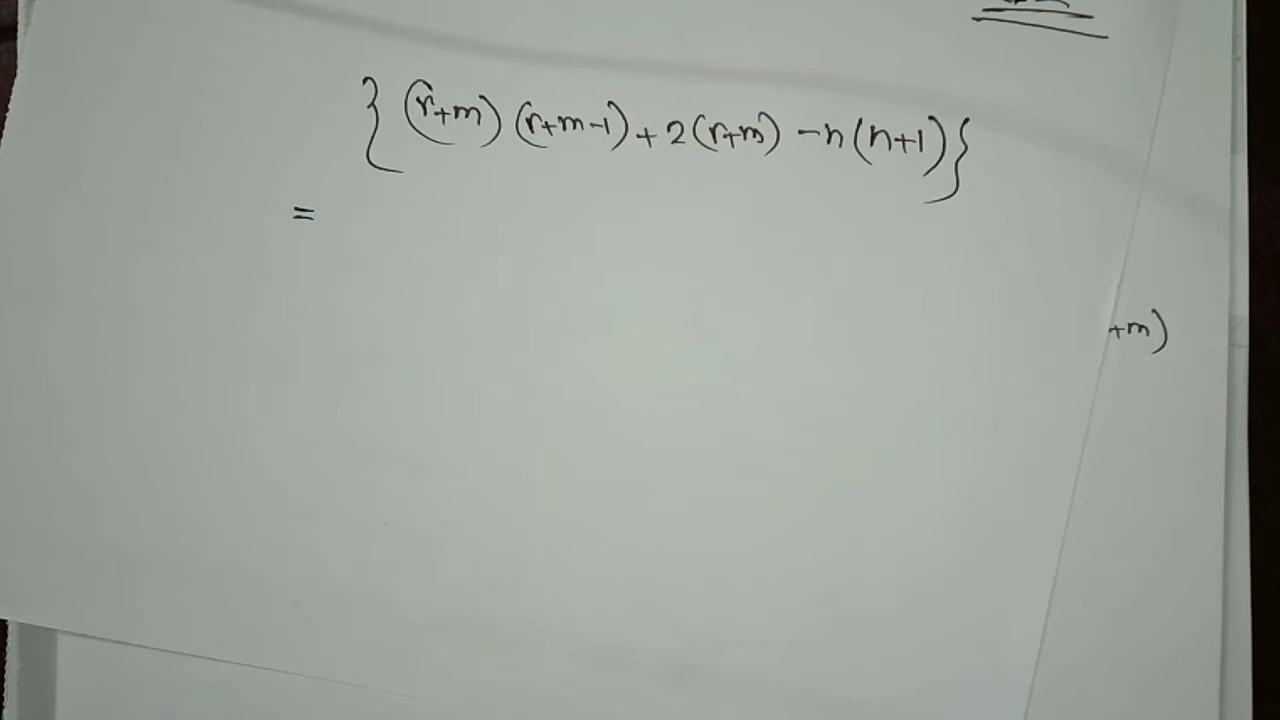 { (r+m) (r+m-1) + 2 (r+m) - n (n+1) }
=
+m)